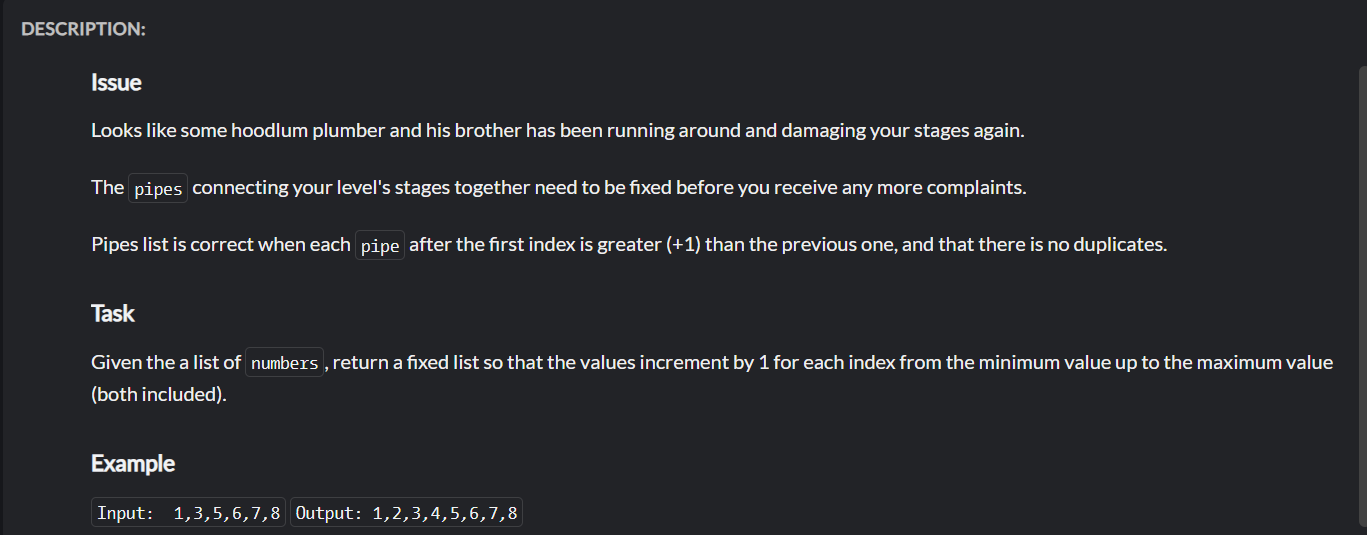 DESCRIPTION:
Issue
Looks like some hoodlum plumber and his brother has been running around and damaging your stages again.
The pipes connecting your level's stages together need to be fixed before you receive any more complaints.
Pipes list is correct when each pipe after the first index is greater (+1) than the previous one, and that there is no duplicates.
Task
Given the a list of numbers, return a fixed list so that the values increment by 1 for each index from the minimum value up to the maximum value
(both included).
Example
Input:  1,3,5,6,7,8 Output: 1,2,3,4,5,6,7,8